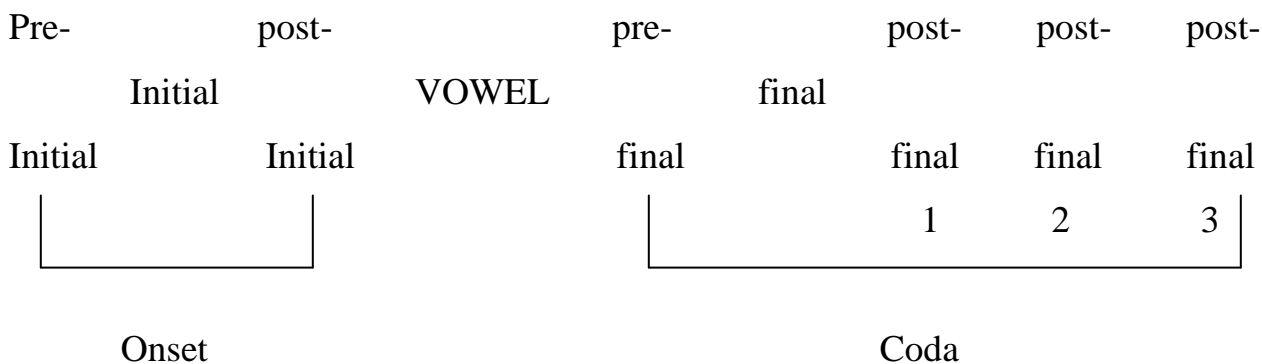 Pre- post- pre- post- post- post-
Initial VOWEL final
Initial Initial final final final final
1 2 3
Onset Coda